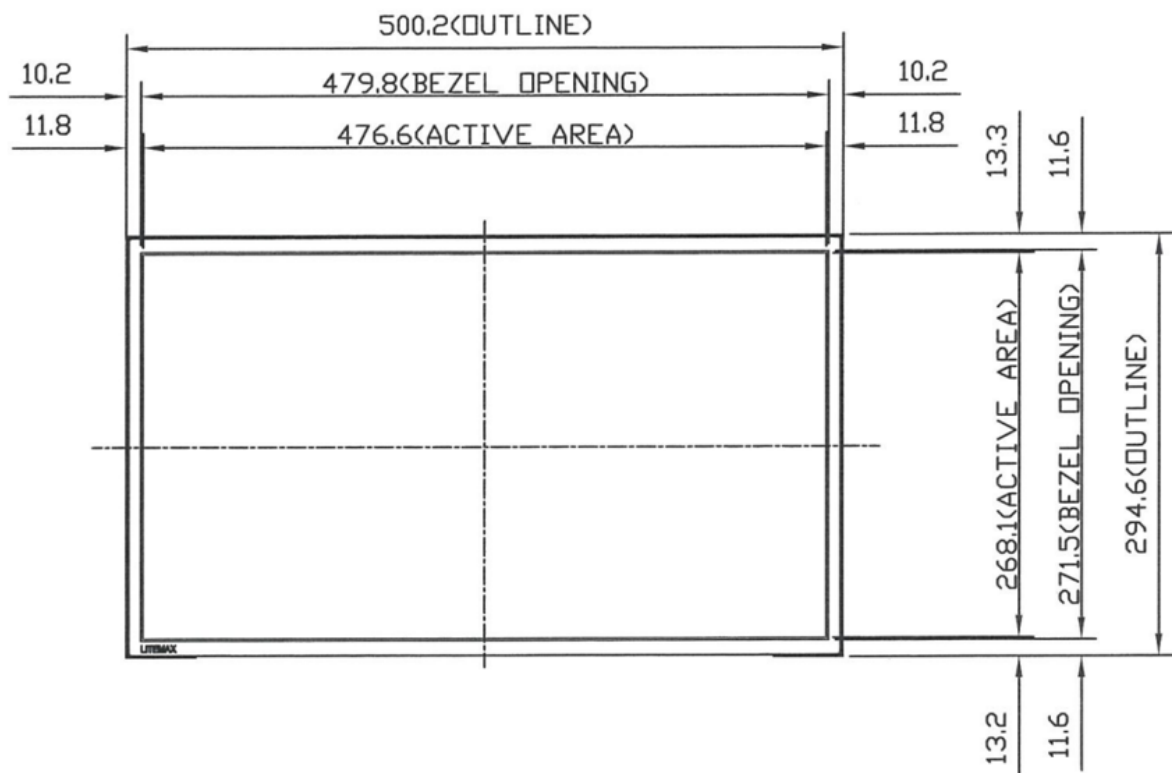 500.2(OUTLINE)
10.2
479.8(BEZEL OPENING)
10.2
11.8
476.6(ACTIVE AREA)
11.8
13.3
11.6
268.1(ACTIVE AREA)
271.5(BEZEL OPENING)
294.6(OUTLINE)
LITEMAX
13.2
11.6